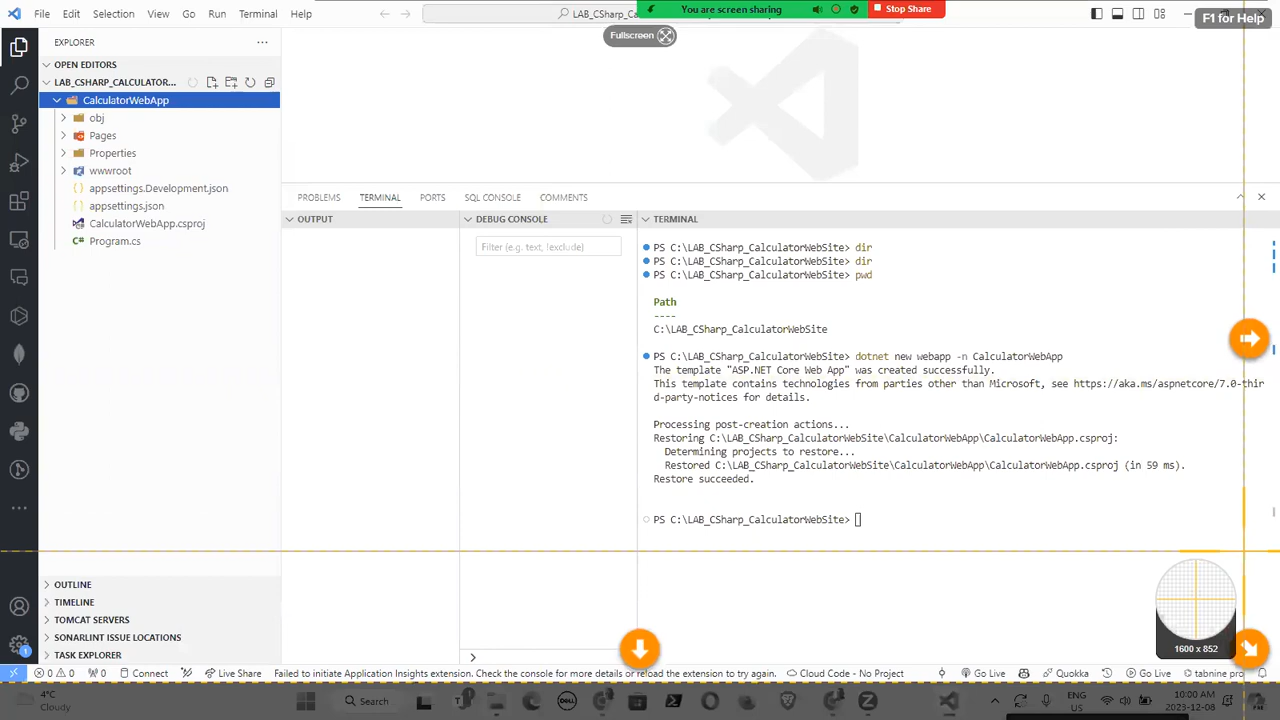 File Edit Selection View Go Run Terminal Help
LAB_CSharp_Ca
You are screen sharing
Stop Share
Fullscreen
F1 for Help
EXPLORER
OPEN EDITORS
LAB_CSHARP_CALCULATOR...
CalculatorWebApp
obj
Pages
Properties
wwwroot
appsettings.Development.json
appsettings.json
CalculatorWebApp.csproj
Program.cs
OUTLINE
TIMELINE
TOMCAT SERVERS
SONARLINT ISSUE LOCATIONS
TASK EXPLORER
PROBLEMS TERMINAL PORTS SQL CONSOLE COMMENTS
OUTPUT
DEBUG CONSOLE
Filter (e.g. text, !exclude)
TERMINAL
PS C:\LAB_CSharp_CalculatorWebSite> dir
PS C:\LAB_CSharp_CalculatorWebSite> dir
PS C:\LAB_CSharp_CalculatorWebSite> pwd
Path
----
C:\LAB_CSharp_CalculatorWebSite
PS C:\LAB_CSharp_CalculatorWebSite> dotnet new webapp -n CalculatorWebApp
The template "ASP.NET Core Web App" was created successfully.
This template contains technologies from parties other than Microsoft, see https://aka.ms/aspnetcore/7.0-thir
d-party-notices for details.
Processing post-creation actions...
Restoring C:\LAB_CSharp_CalculatorWebSite\CalculatorWebApp\CalculatorWebApp.csproj:
Determining projects to restore...
Restored C:\LAB_CSharp_CalculatorWebSite\CalculatorWebApp\CalculatorWebApp.csproj (in 59 ms).
Restore succeeded.
PS C:\LAB_CSharp_CalculatorWebSite>
1600 x 852
0 0 0 Connect Live Share Failed to initiate Application Insights extension. Check the console for more details or reload the extension to try again. Cloud Code - No Project Go Live Quokka Go Live tabnine pro
4°C
Cloudy
Search
ENG
US
10:00 AM
2023-12-08